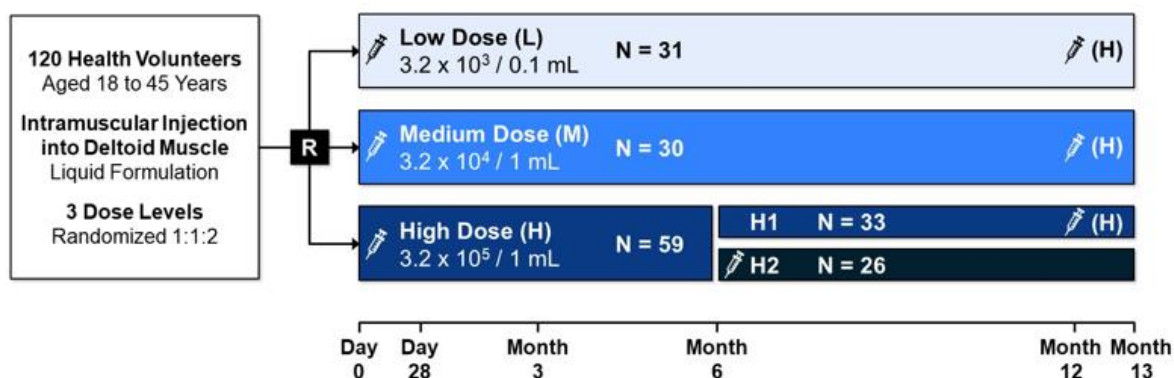 120 Health Volunteers
Aged 18 to 45 Years
Intramuscular Injection
into Deltoid Muscle
Liquid Formulation
3 Dose Levels
Randomized 1:1:2
R
Low Dose (L)
3.2 x 10³ / 0.1 mL
N = 31
(H)
Medium Dose (M)
3.2 x 10⁴ / 1 mL
N = 30
(H)
High Dose (H)
3.2 x 10⁵ / 1 mL
N = 59
H1 N = 33
(H)
H2 N = 26
Day
0
Day
28
Month
3
Month
6
Month
12
Month
13